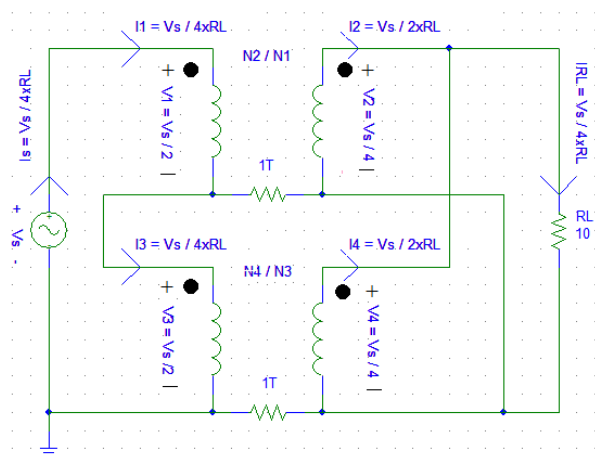 I1 = Vs / 4xRL
N2 / N1
I2 = Vs / 2xRL
Is = Vs / 4xRL
+ V1 = Vs / 2 -
+ V2 = Vs / 4 -
IRL = Vs / 4xRL
1T
+ Vs -
RL
10
I3 = Vs / 4xRL
N4 / N3
I4 = Vs / 2xRL
+ V3 = Vs /2 -
+ V4 = Vs / 4 -
1T